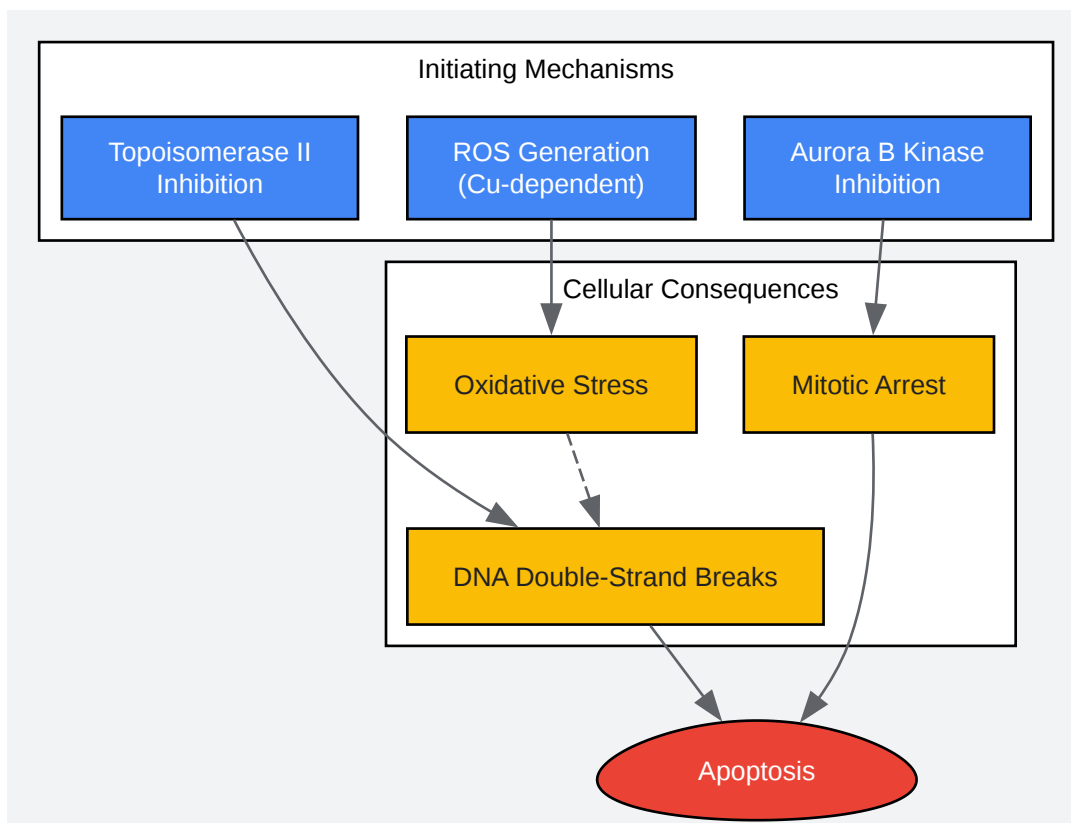 Initiating Mechanisms
Topoisomerase II
Inhibition
ROS Generation
(Cu-dependent)
Aurora B Kinase
Inhibition
Cellular Consequences
Oxidative Stress
Mitotic Arrest
DNA Double-Strand Breaks
Apoptosis